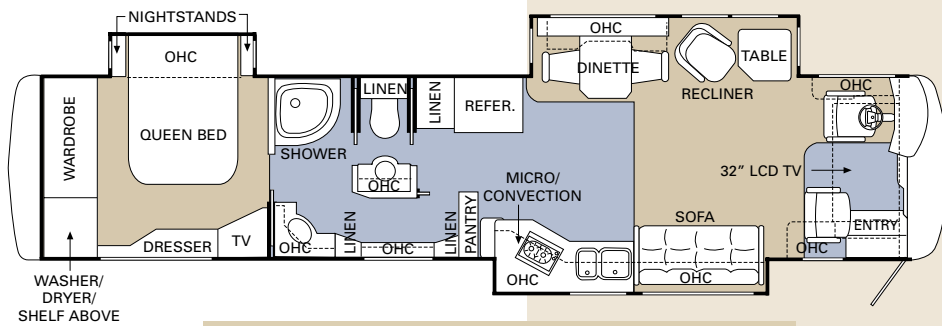 NIGHTSTANDS
OHC
QUEEN BED
WARDROBE
DRESSER
TV
WASHER/
DRYER/
SHELF ABOVE
SHOWER
LINEN
LINEN
REFER.
OHC
OHC
LINEN
OHC
LINEN
PANTRY
MICRO/
CONVECTION
OHC
OHC
DINETTE
RECLINER
TABLE
SOFA
OHC
OHC
32" LCD TV
ENTRY
OHC